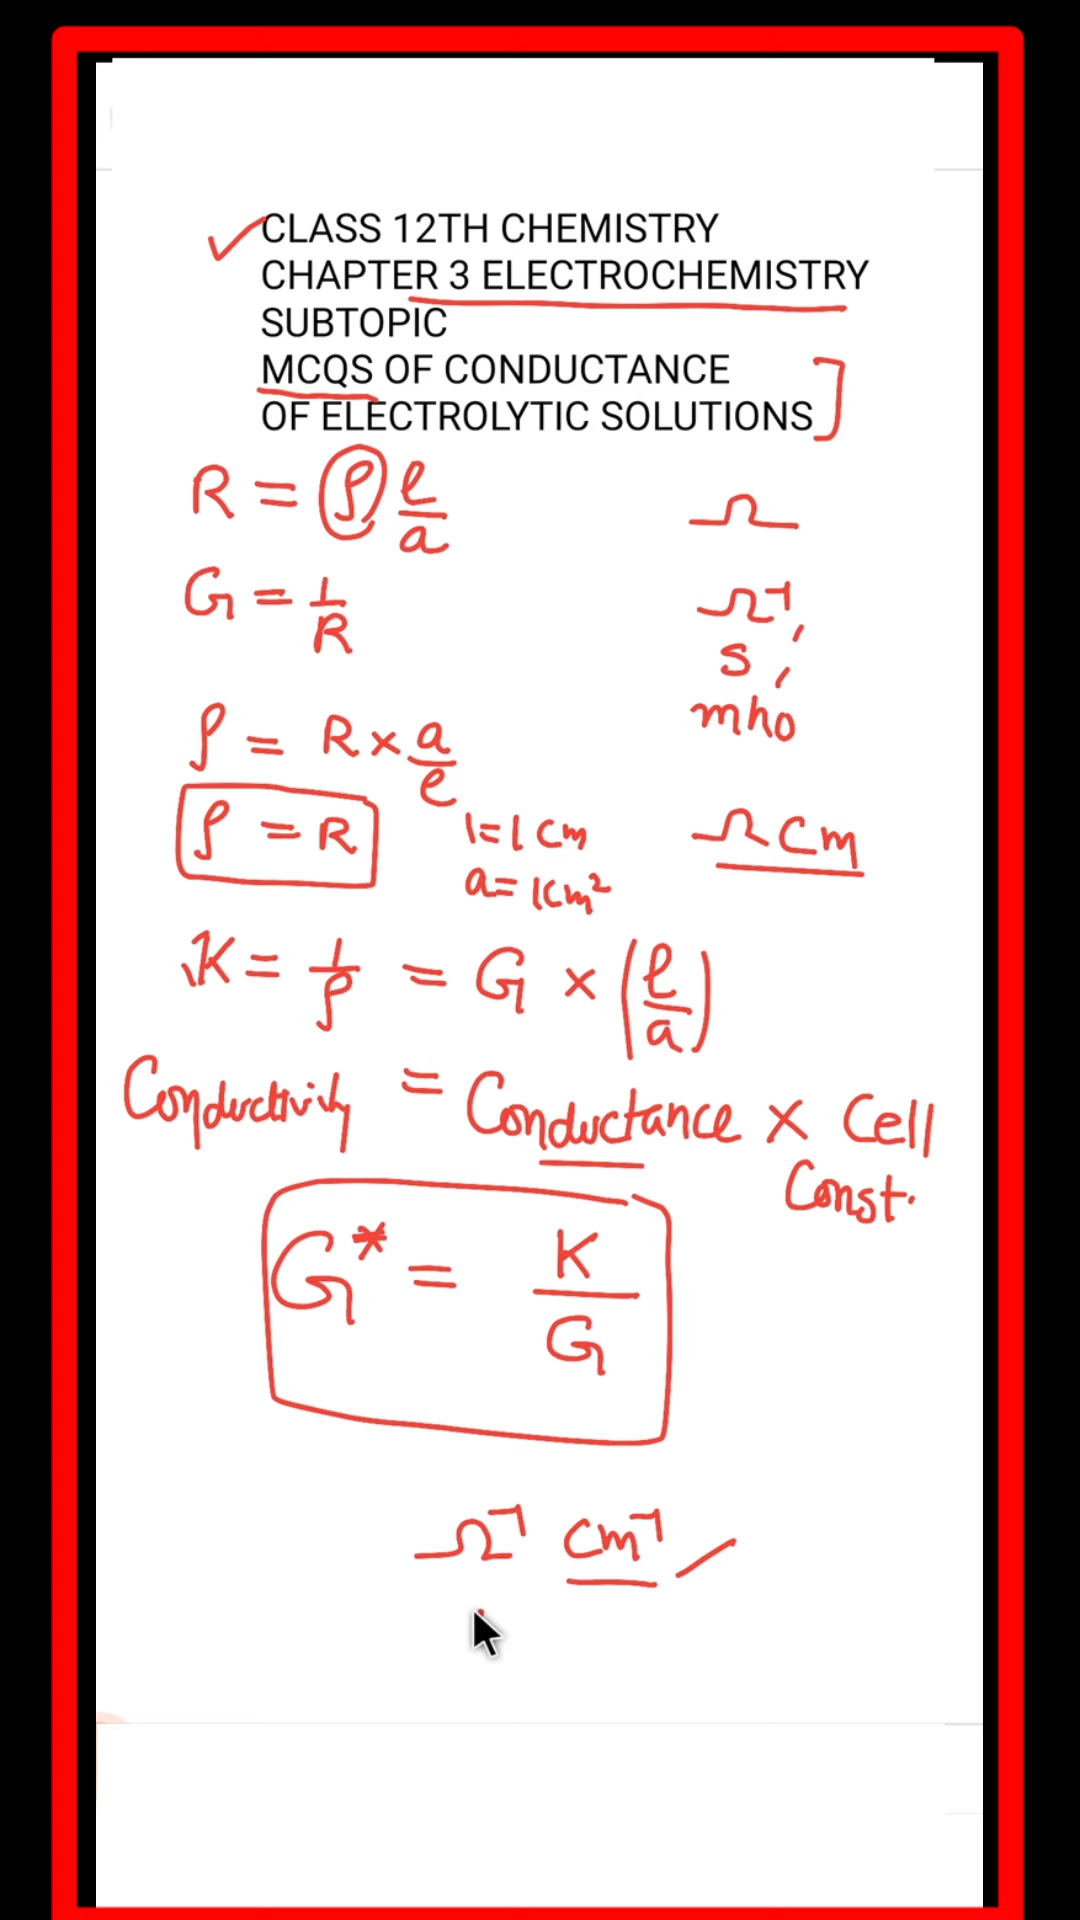 CLASS 12TH CHEMISTRY
CHAPTER 3 ELECTROCHEMISTRY
SUBTOPIC
MCQS OF CONDUCTANCE
OF ELECTROLYTIC SOLUTIONS
R = ρ l/a Ω
G = 1/R Ω⁻¹,
S,
mho
ρ = R × a/l
ρ = R l = 1 cm Ω cm
a = 1 cm²
K = 1/ρ = G × (l/a)
Conductivity = Conductance × Cell
Const.
G* = K/G
Ω⁻¹ cm⁻¹